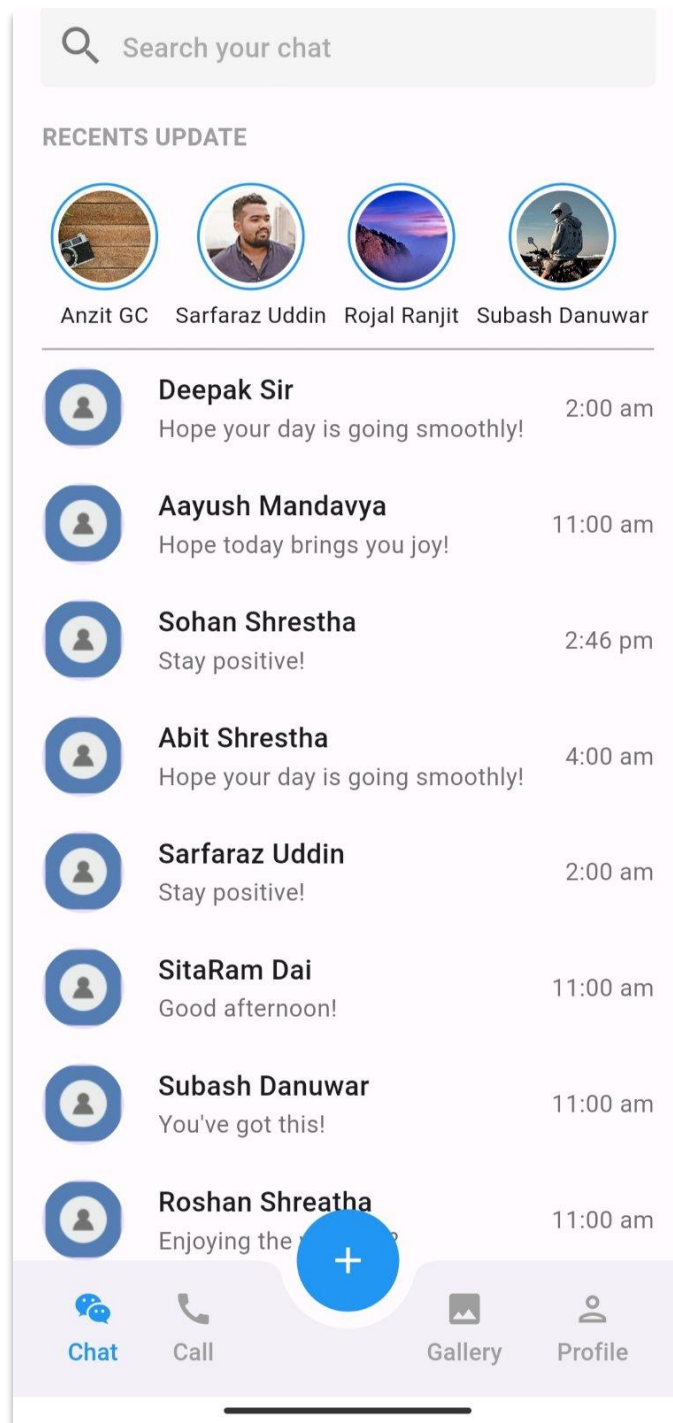 Search your chat
RECENTS UPDATE
Anzit GC Sarfaraz Uddin Rojal Ranjit Subash Danuwar
Deepak Sir
Hope your day is going smoothly!
2:00 am
Aayush Mandavya
Hope today brings you joy!
11:00 am
Sohan Shrestha
Stay positive!
2:46 pm
Abit Shrestha
Hope your day is going smoothly!
4:00 am
Sarfaraz Uddin
Stay positive!
2:00 am
SitaRam Dai
Good afternoon!
11:00 am
Subash Danuwar
You've got this!
11:00 am
Roshan Shreatha
Enjoying the
11:00 am
Chat Call Gallery Profile